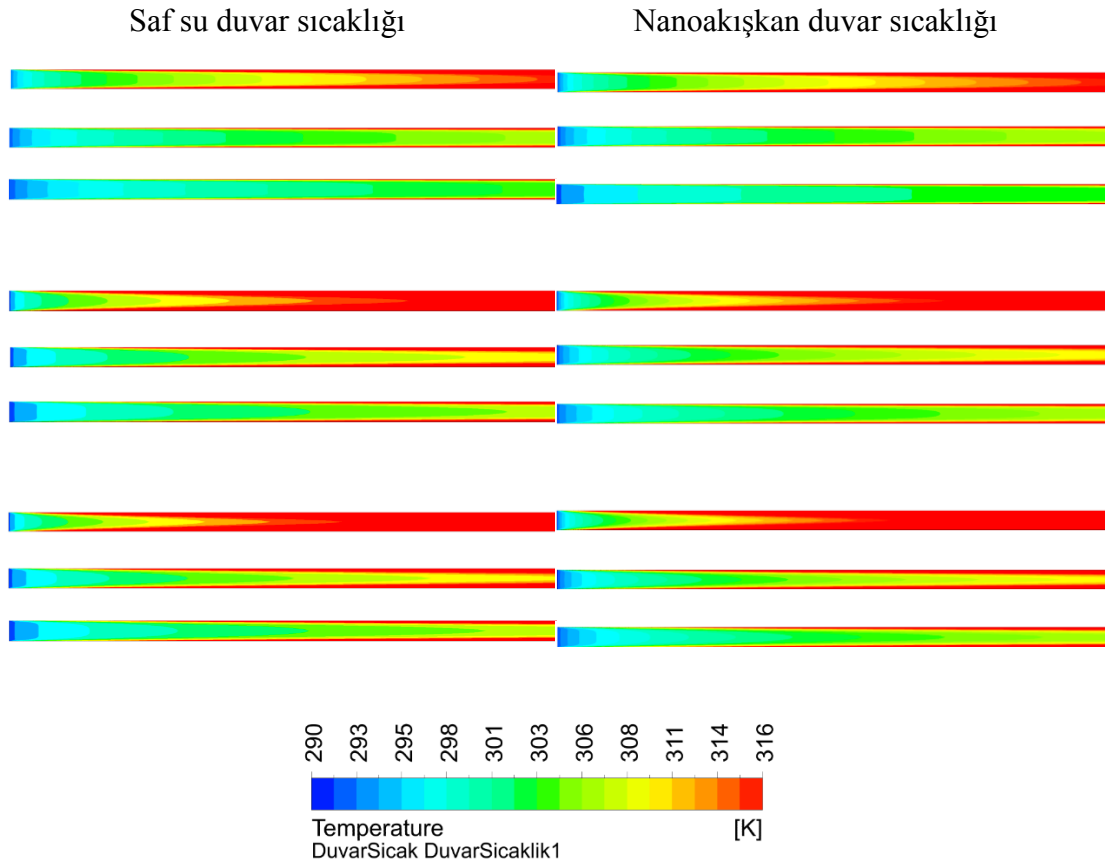 Saf su duvar sıcaklığı
Nanoakışkan duvar sıcaklığı
290 293 295 298 301 303 306 308 311 314 316
Temperature [K]
DuvarSicak DuvarSicaklik1